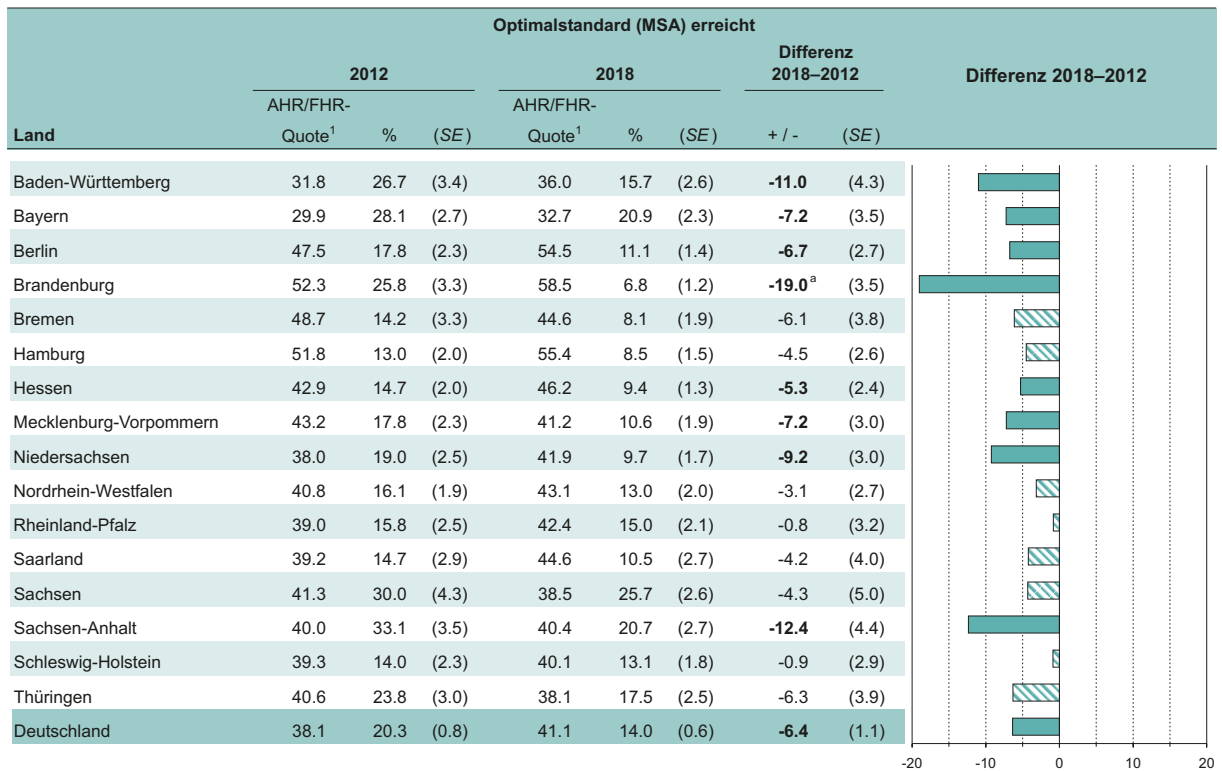 Optimalstandard (MSA) erreicht
2012 2018 Differenz 2018–2012 Differenz 2018–2012
Land AHR/FHR-Quote¹ % (SE) AHR/FHR-Quote¹ % (SE) + / - (SE)
Baden-Württemberg 31.8 26.7 (3.4) 36.0 15.7 (2.6) -11.0 (4.3)
Bayern 29.9 28.1 (2.7) 32.7 20.9 (2.3) -7.2 (3.5)
Berlin 47.5 17.8 (2.3) 54.5 11.1 (1.4) -6.7 (2.7)
Brandenburg 52.3 25.8 (3.3) 58.5 6.8 (1.2) -19.0 a (3.5)
Bremen 48.7 14.2 (3.3) 44.6 8.1 (1.9) -6.1 (3.8)
Hamburg 51.8 13.0 (2.0) 55.4 8.5 (1.5) -4.5 (2.6)
Hessen 42.9 14.7 (2.0) 46.2 9.4 (1.3) -5.3 (2.4)
Mecklenburg-Vorpommern 43.2 17.8 (2.3) 41.2 10.6 (1.9) -7.2 (3.0)
Niedersachsen 38.0 19.0 (2.5) 41.9 9.7 (1.7) -9.2 (3.0)
Nordrhein-Westfalen 40.8 16.1 (1.9) 43.1 13.0 (2.0) -3.1 (2.7)
Rheinland-Pfalz 39.0 15.8 (2.5) 42.4 15.0 (2.1) -0.8 (3.2)
Saarland 39.2 14.7 (2.9) 44.6 10.5 (2.7) -4.2 (4.0)
Sachsen 41.3 30.0 (4.3) 38.5 25.7 (2.6) -4.3 (5.0)
Sachsen-Anhalt 40.0 33.1 (3.5) 40.4 20.7 (2.7) -12.4 (4.4)
Schleswig-Holstein 39.3 14.0 (2.3) 40.1 13.1 (1.8) -0.9 (2.9)
Thüringen 40.6 23.8 (3.0) 38.1 17.5 (2.5) -6.3 (3.9)
Deutschland 38.1 20.3 (0.8) 41.1 14.0 (0.6) -6.4 (1.1)
-20 -10 0 10 20